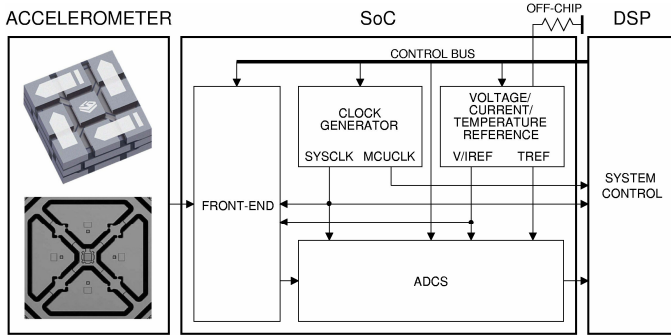 ACCELEROMETER
SoC
OFF-CHIP
DSP
CONTROL BUS
CLOCK
GENERATOR
SYSCLK MCUCLK
VOLTAGE/
CURRENT/
TEMPERATURE
REFERENCE
V/IREF TREF
FRONT-END
SYSTEM
CONTROL
ADCS